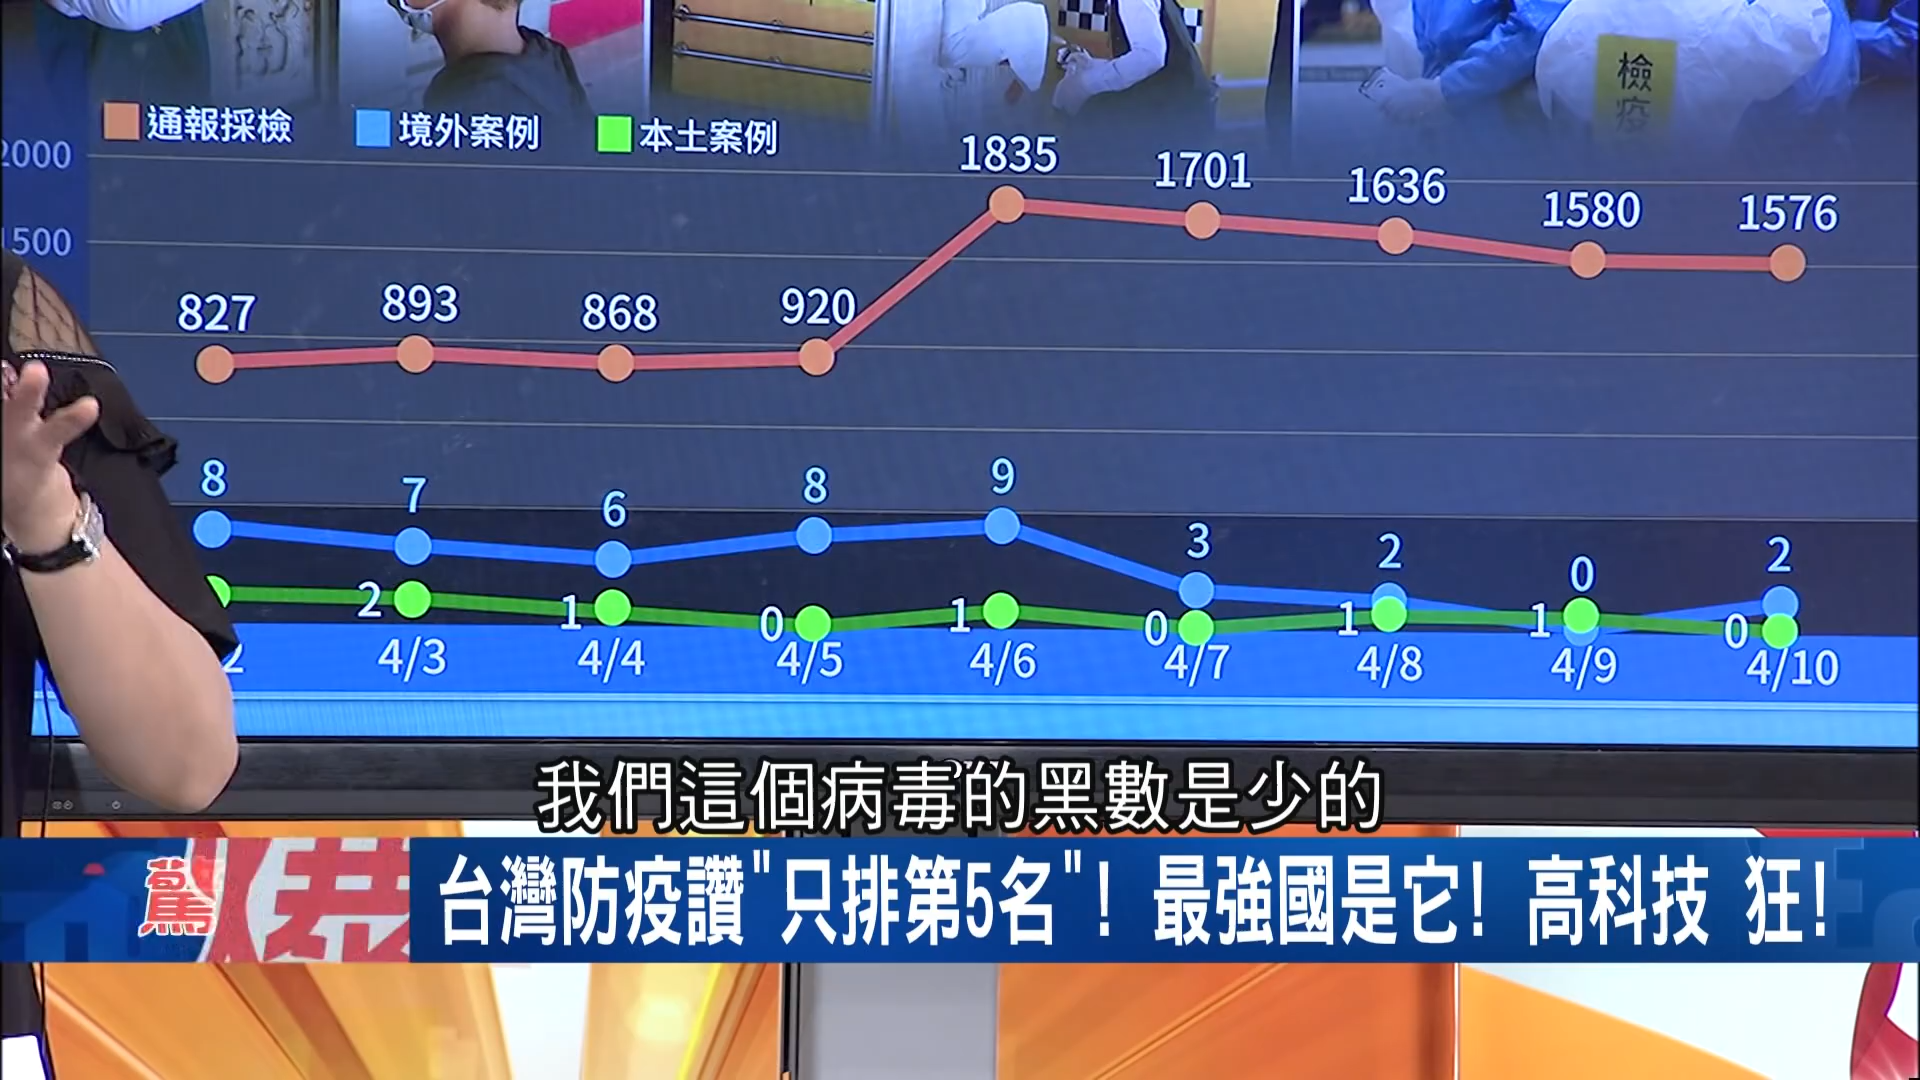 檢
疫
通報採檢 境外案例 本土案例
2000
1500
1835 1701 1636 1580 1576
827 893 868 920
8 7 6 8 9 3 2 0 2
2 1 0 1 0 1 1 0
2 4/3 4/4 4/5 4/6 4/7 4/8 4/9 4/10
我們這個病毒的黑數是少的
驚爆
台灣防疫讚"只排第5名"! 最強國是它! 高科技 狂!